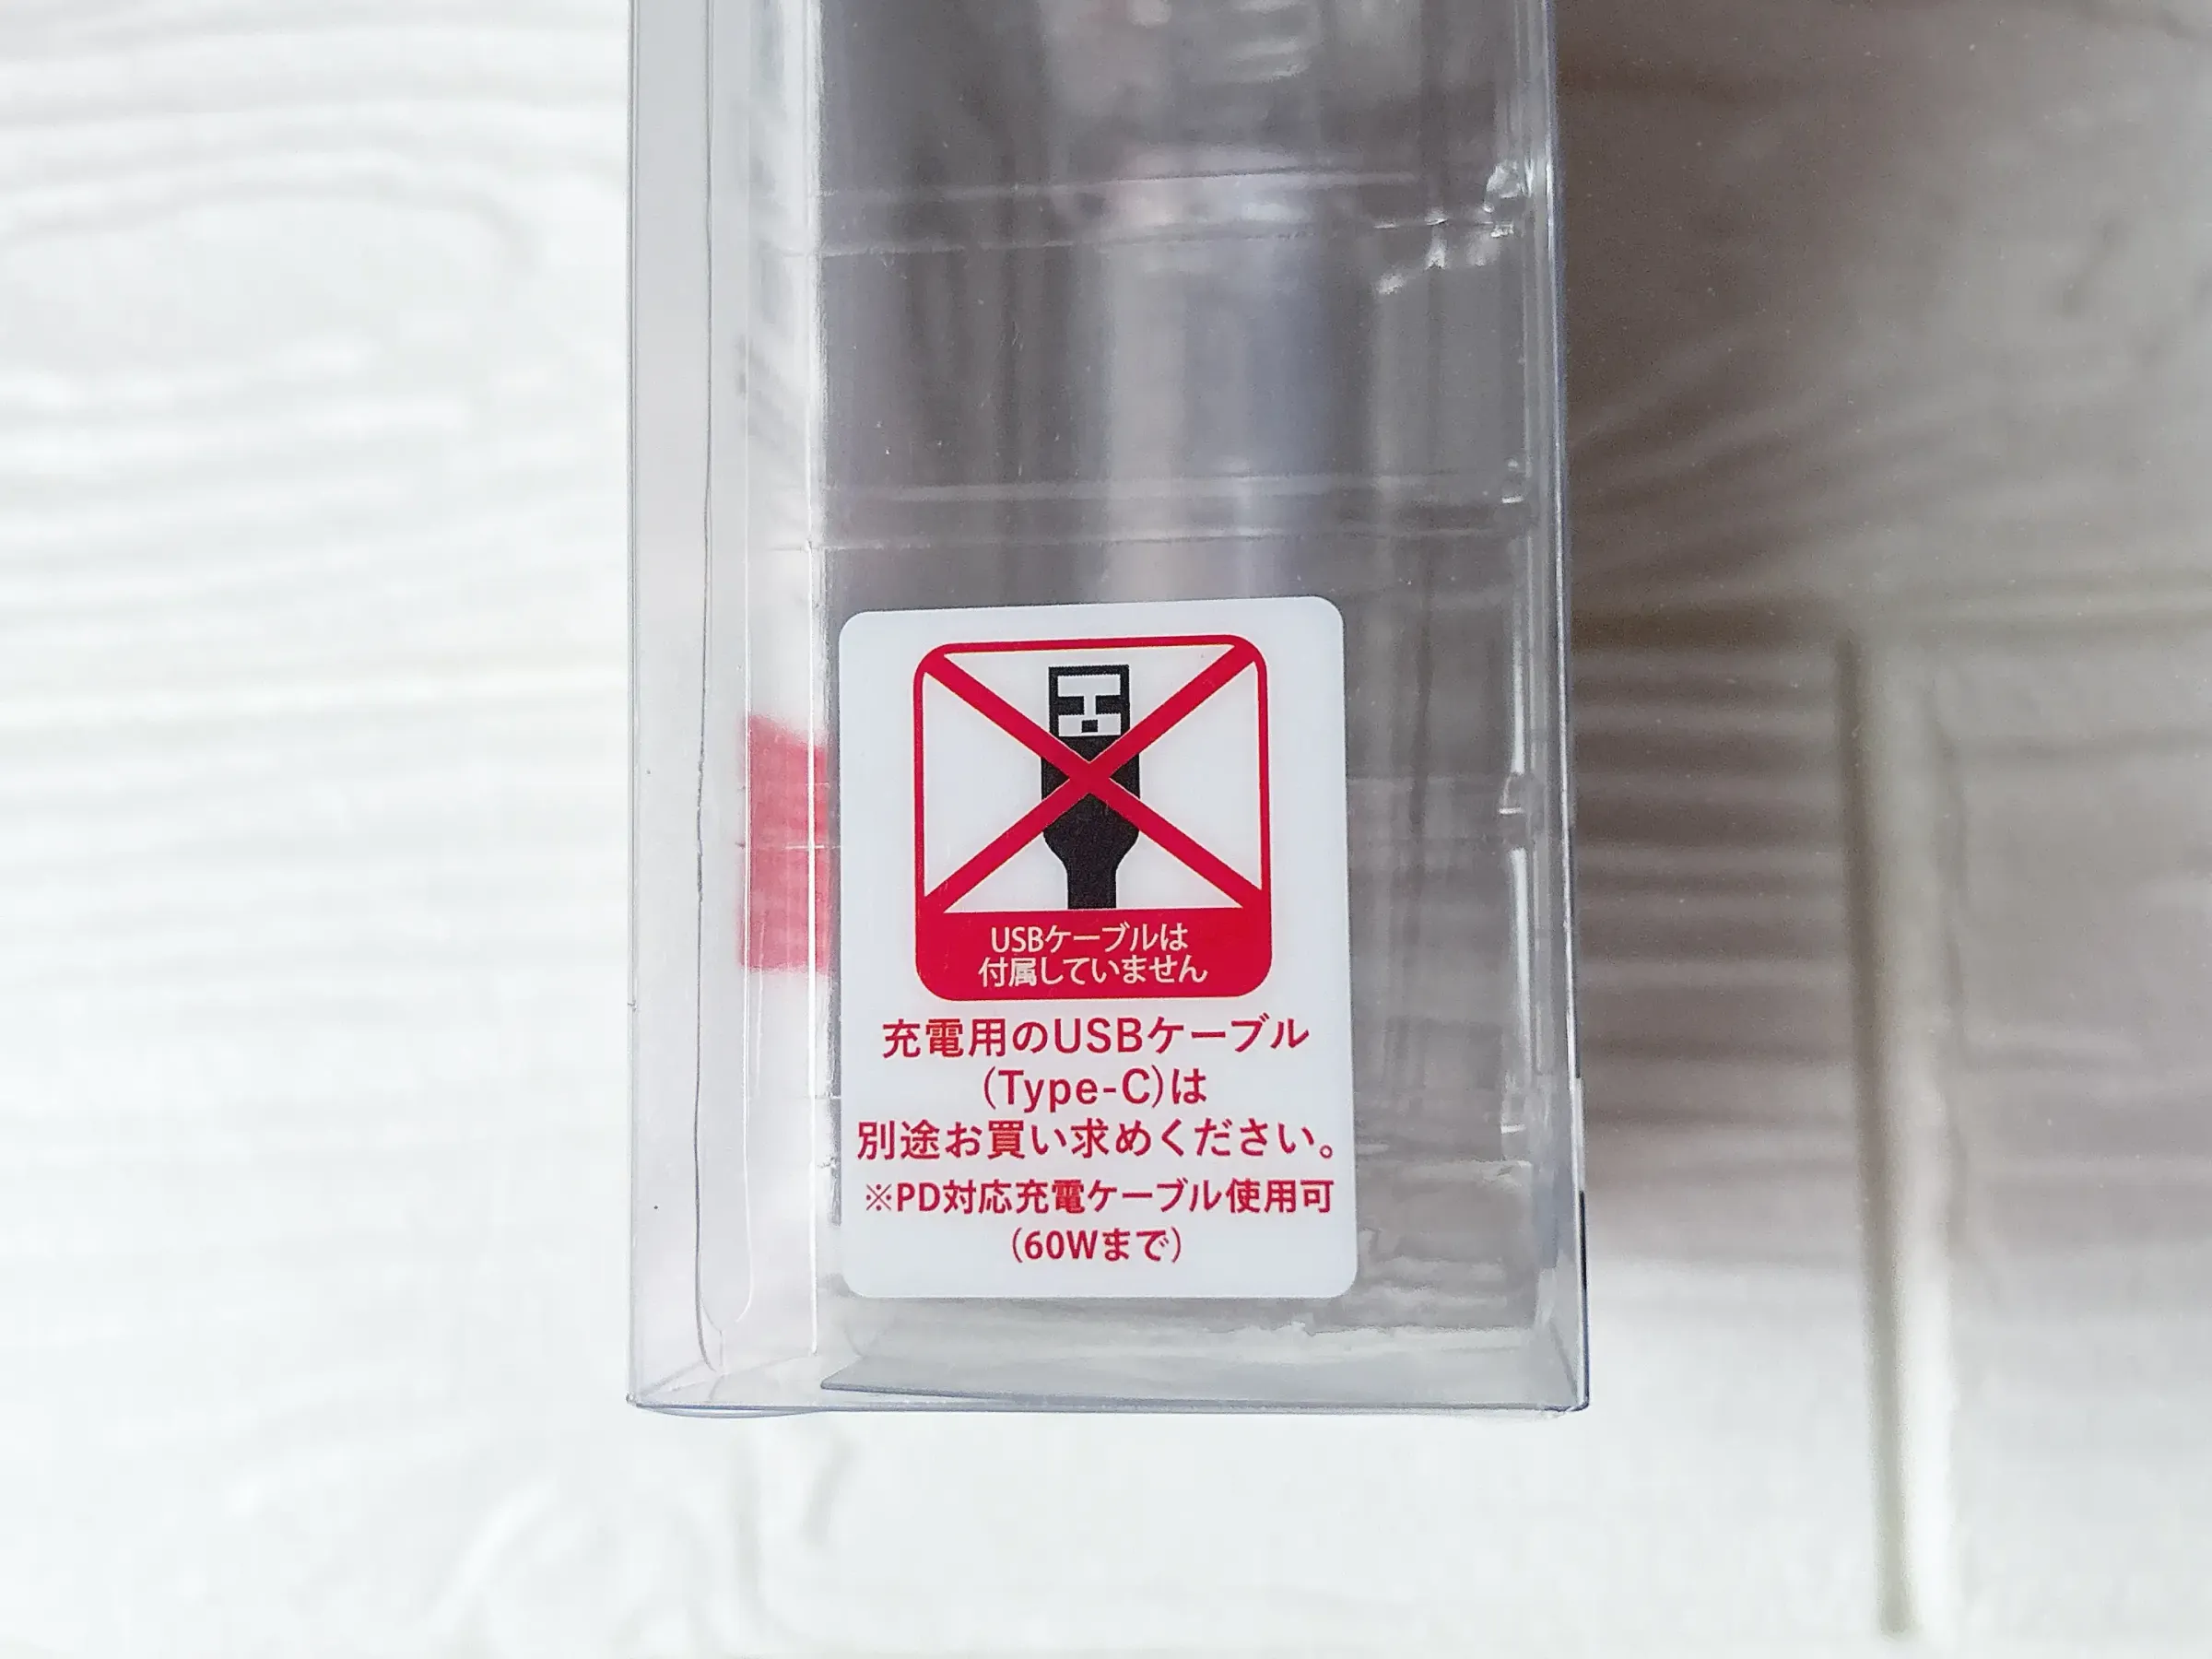 USBケーブルは
付属していません
充電用のUSBケーブル
(Type-C)は
別途お買い求めください。
※PD対応充電ケーブル使用可
(60Wまで)